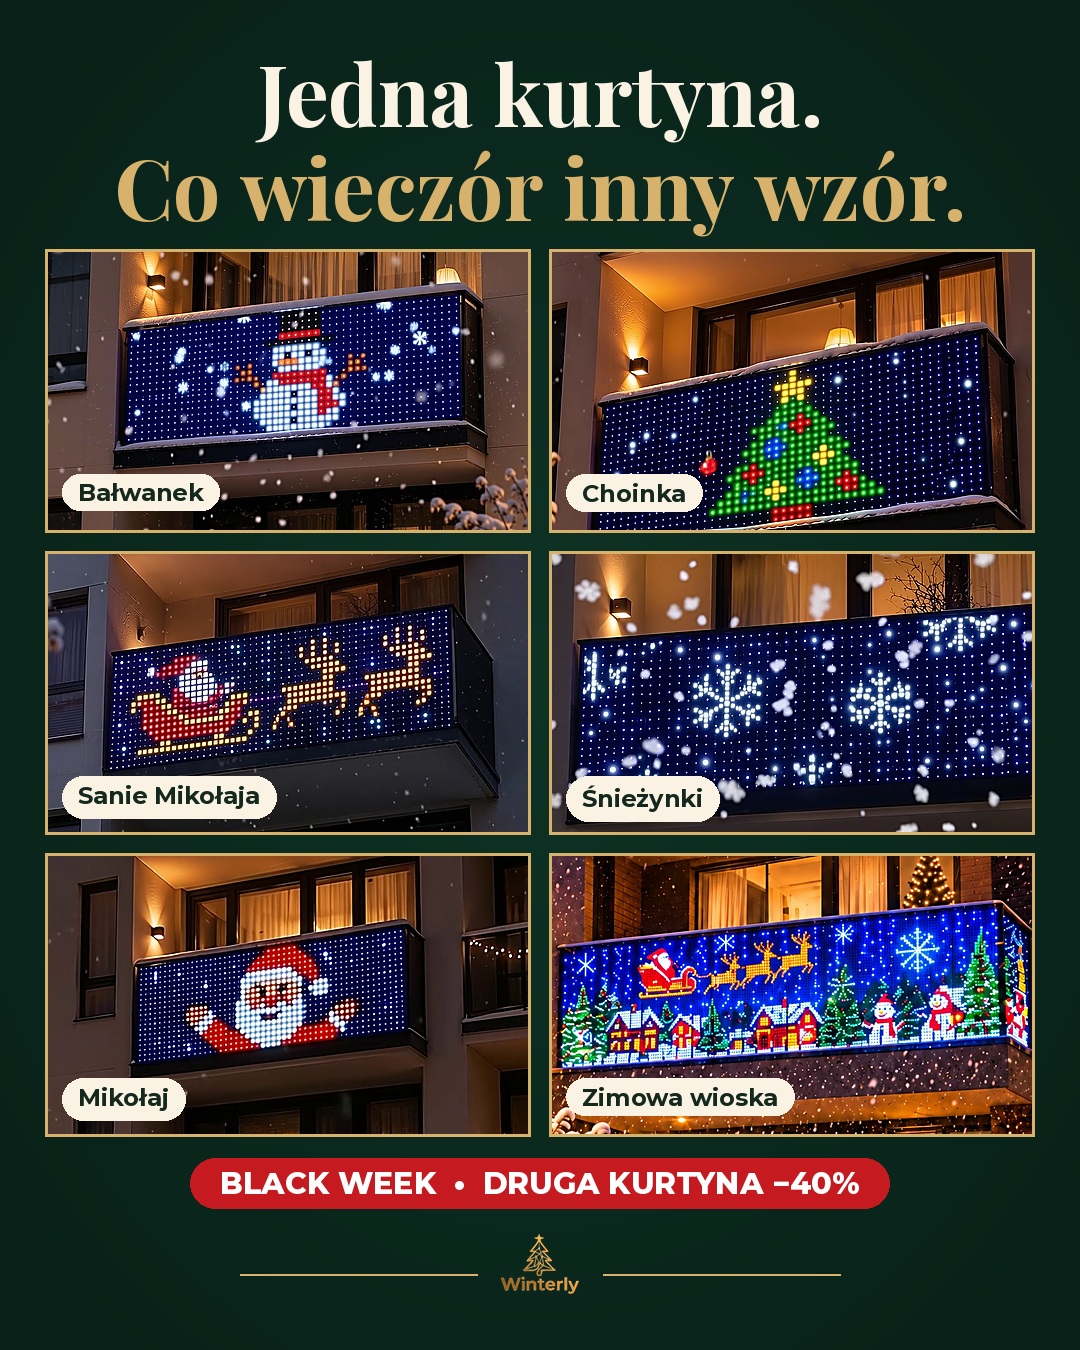 Jedna kurtyna.
Co wieczór inny wzór.
Bałwanek
Choinka
Sanie Mikołaja
Śnieżynki
Mikołaj
Zimowa wioska
BLACK WEEK • DRUGA KURTYNA –40%
Winterly